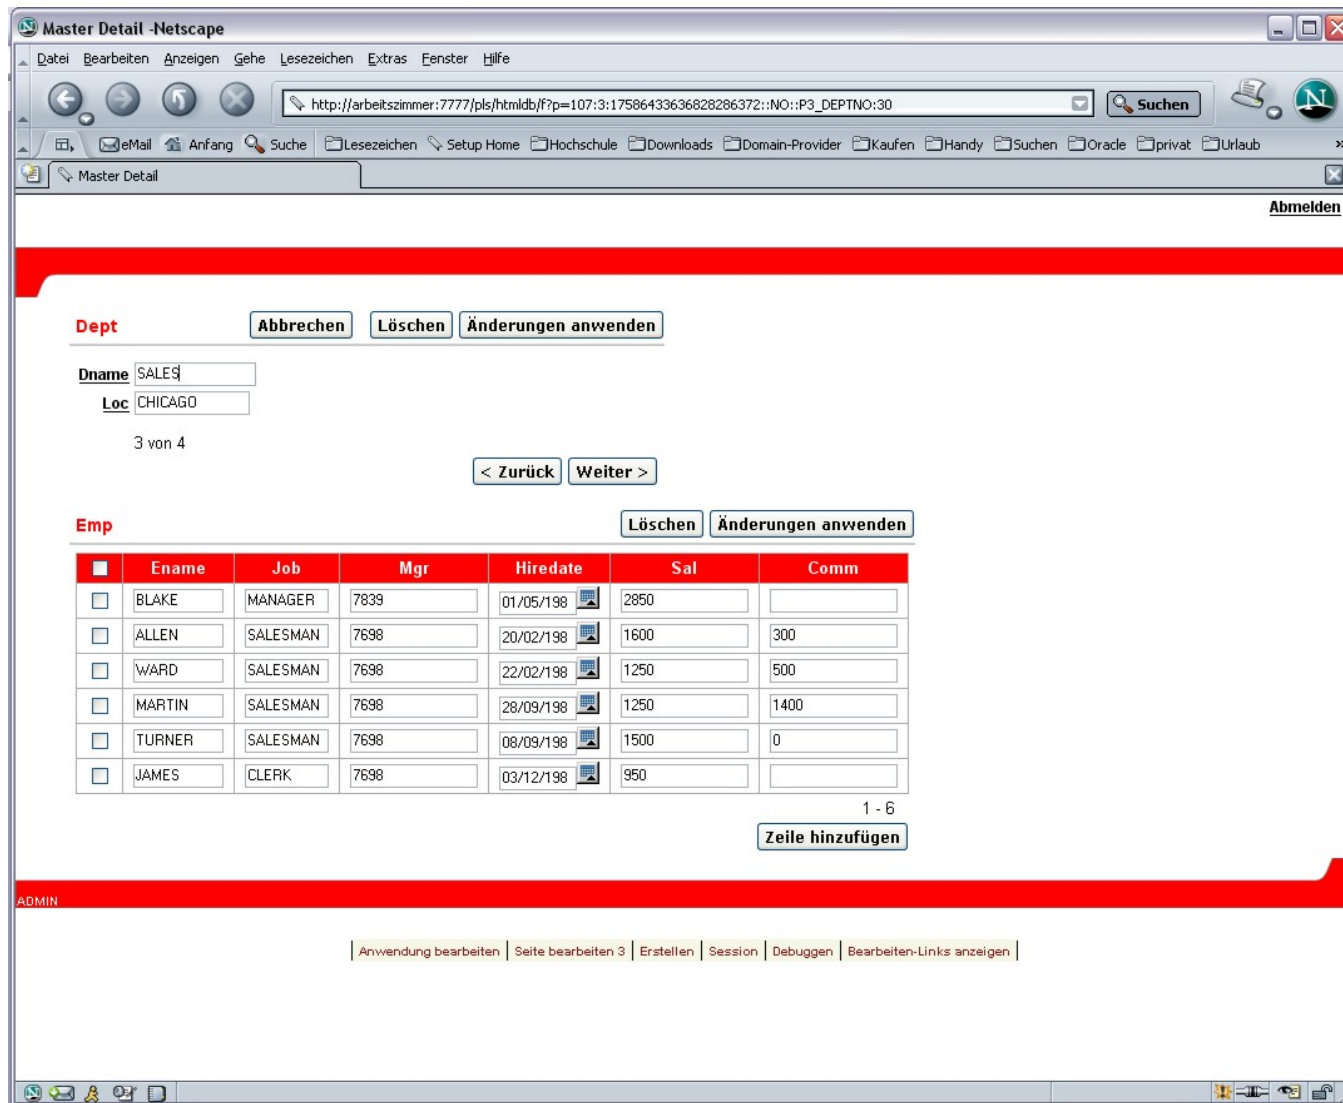 Master Detail -Netscape
Datei Bearbeiten Anzeigen Gehe Lesezeichen Extras Fenster Hilfe
http://arbeitszimmer:7777/pls/htmldb/f?p=107:3:17586433636828286372::NO::P3_DEPTNO:30 Suchen N
eMail Anfang Suche Lesezeichen Setup Home Hochschule Downloads Domain-Provider Kaufen Handy Suchen Oracle privat Urlaub »
Master Detail
Abmelden
Dept Abbrechen Löschen Änderungen anwenden
Dname SALES
Loc CHICAGO
3 von 4
< Zurück Weiter >
Emp Löschen Änderungen anwenden
Ename Job Mgr Hiredate Sal Comm
BLAKE MANAGER 7839 01/05/198 2850
ALLEN SALESMAN 7698 20/02/198 1600 300
WARD SALESMAN 7698 22/02/198 1250 500
MARTIN SALESMAN 7698 28/09/198 1250 1400
TURNER SALESMAN 7698 08/09/198 1500 0
JAMES CLERK 7698 03/12/198 950
1 - 6
Zeile hinzufügen
ADMIN
Anwendung bearbeiten | Seite bearbeiten 3 | Erstellen | Session | Debuggen | Bearbeiten-Links anzeigen